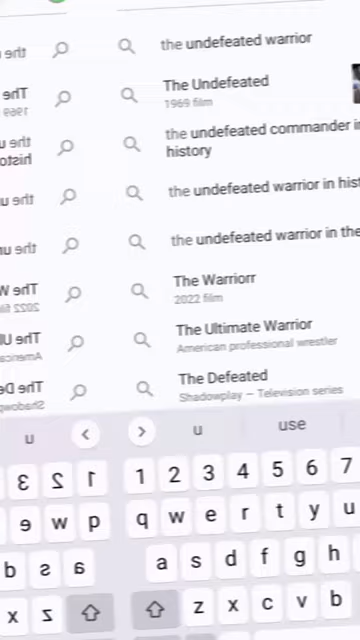 the undefeated warrior
The Undefeated
1969 film
the undefeated commander in
history
the undefeated warrior in hist
the undefeated warrior in the
The Warriorr
2022 film
The Ultimate Warrior
American professional wrestler
The Defeated
Shadowplay – Television series
u
u use
1 2 3 4 5 6 7
q w e r t y u
a s d f g h
z x c v b